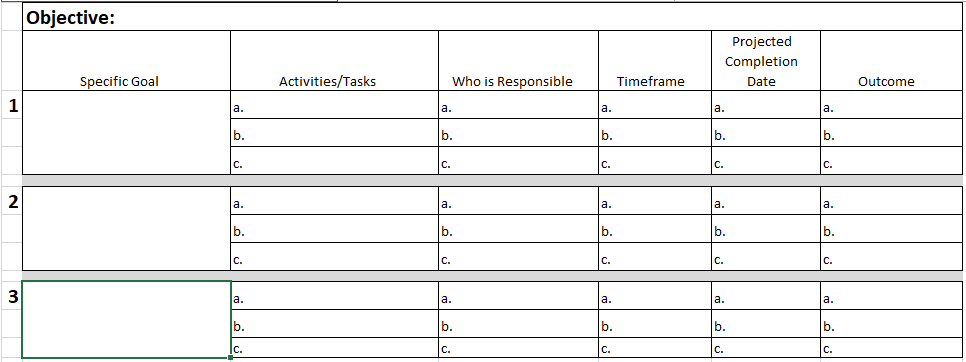 Objective:
Projected
Completion
Specific Goal Activities/Tasks Who is Responsible Timeframe Date Outcome
1 a. a. a. a. a.
b. b. b. b. b.
c. c. c. c. c.
2 a. a. a. a. a.
b. b. b. b. b.
c. c. c. c. c.
3 a. a. a. a. a.
b. b. b. b. b.
c. c. c. c. c.